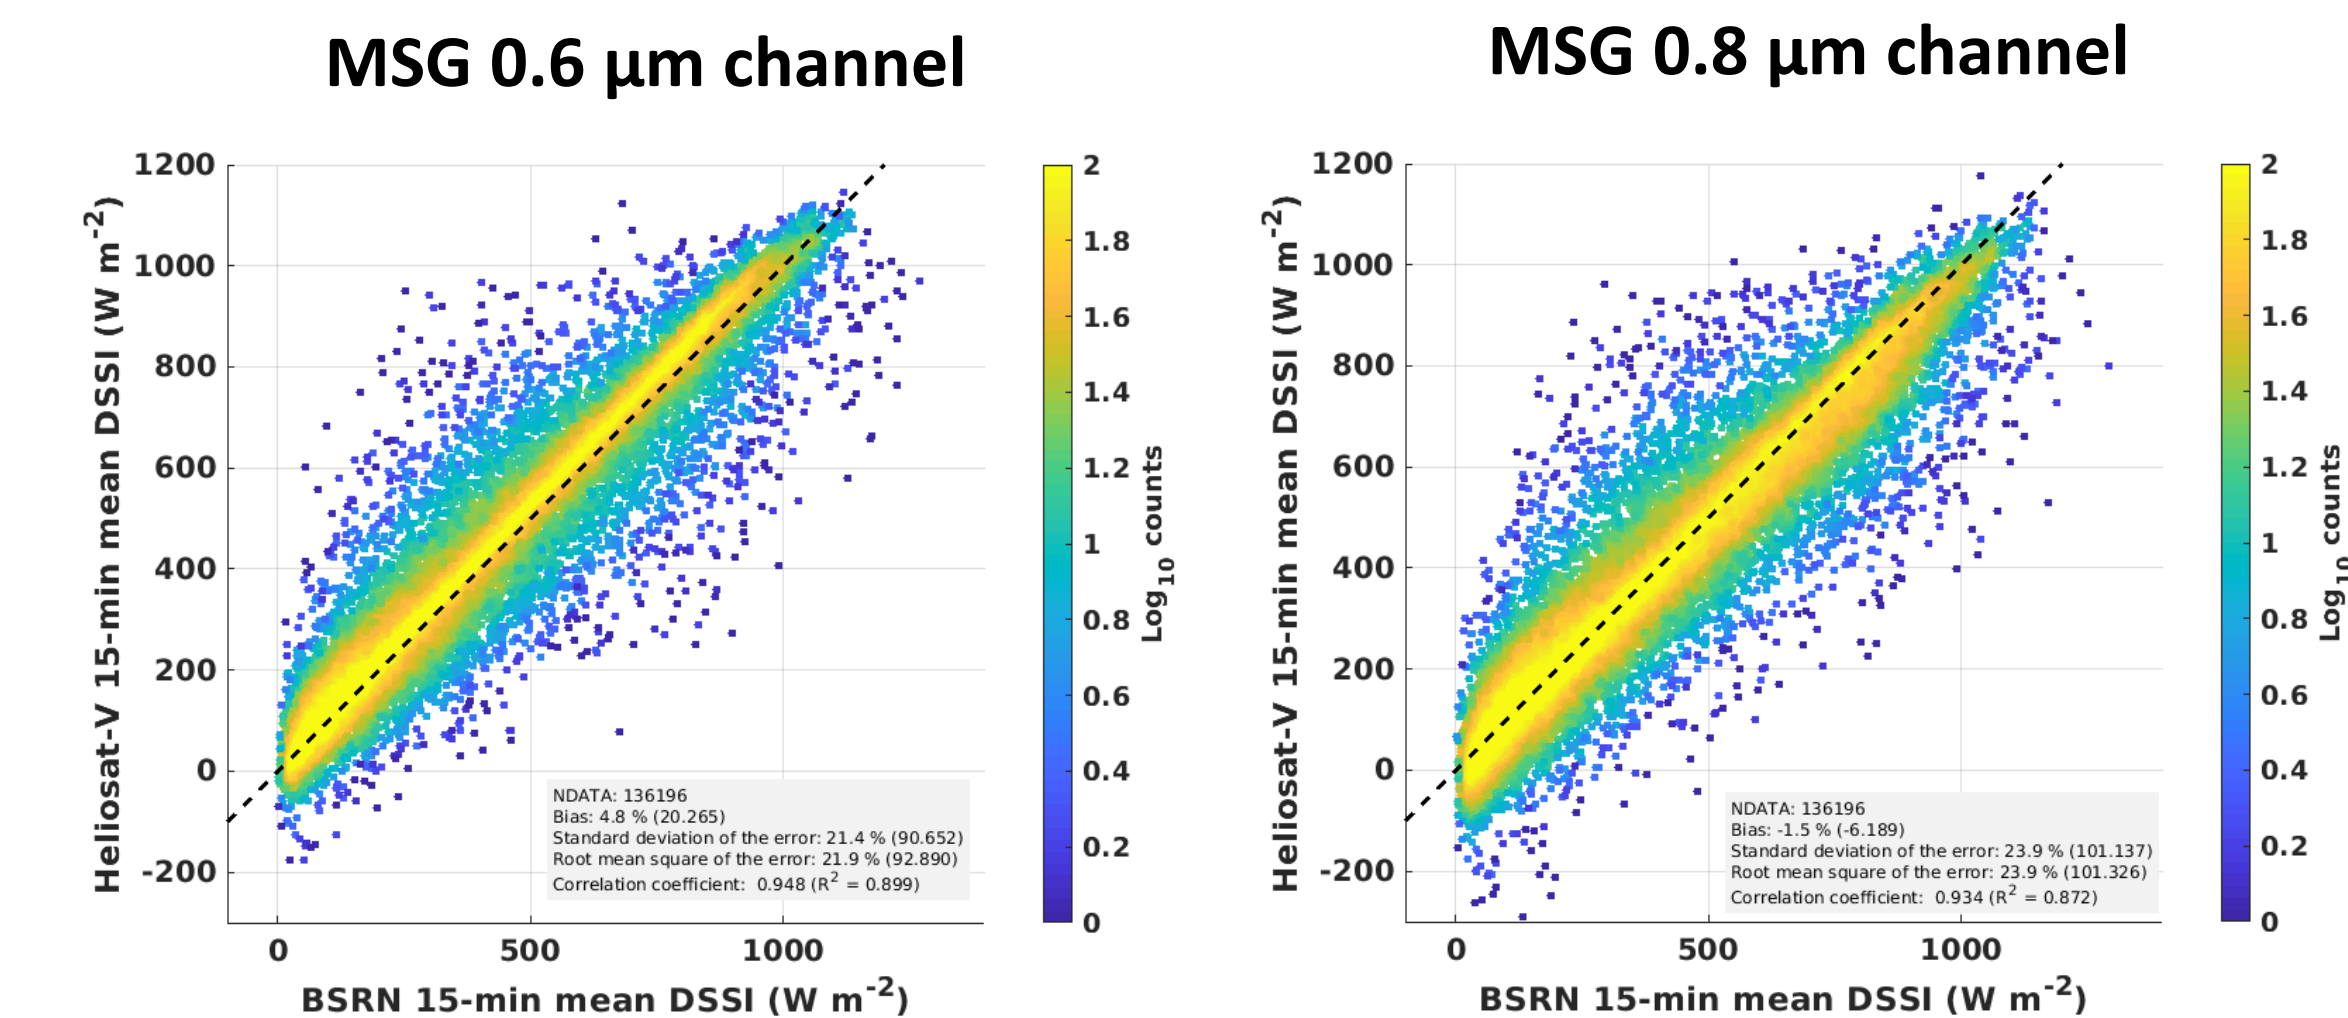 MSG 0.6 µm channel
Heliosat-V 15-min mean DSSI (W m-2)
1200
1000
800
600
400
200
0
-200
0
500
1000
BSRN 15-min mean DSSI (W m-2)
NDATA: 136196
Bias: 4.8 % (20.265)
Standard deviation of the error: 21.4 % (90.652)
Root mean square of the error: 21.9 % (92.890)
Correlation coefficient: 0.948 (R2 = 0.899)
2
1.8
1.6
1.4
1.2
1
0.8
0.6
0.4
0.2
0
Log10 counts
MSG 0.8 µm channel
Heliosat-V 15-min mean DSSI (W m-2)
1200
1000
800
600
400
200
0
-200
0
500
1000
BSRN 15-min mean DSSI (W m-2)
NDATA: 136196
Bias: -1.5 % (-6.189)
Standard deviation of the error: 23.9 % (101.137)
Root mean square of the error: 23.9 % (101.326)
Correlation coefficient: 0.934 (R2 = 0.872)
2
1.8
1.6
1.4
1.2
1
0.8
0.6
0.4
0.2
0
Log10 counts